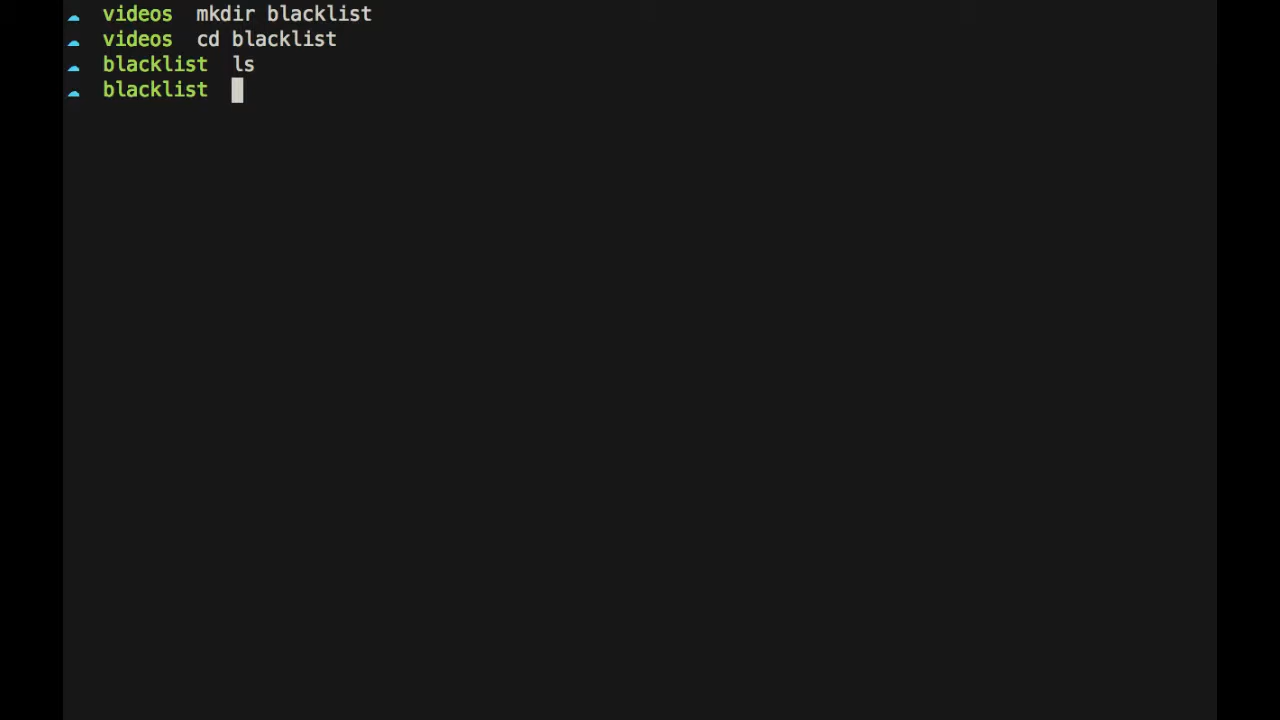 ☁ videos mkdir blacklist
☁ videos cd blacklist
☁ blacklist ls
☁ blacklist